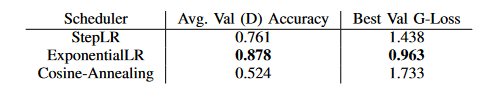 Scheduler Avg. Val (D) Accuracy Best Val G-Loss
StepLR 0.761 1.438
ExponentialLR 0.878 0.963
Cosine-Annealing 0.524 1.733